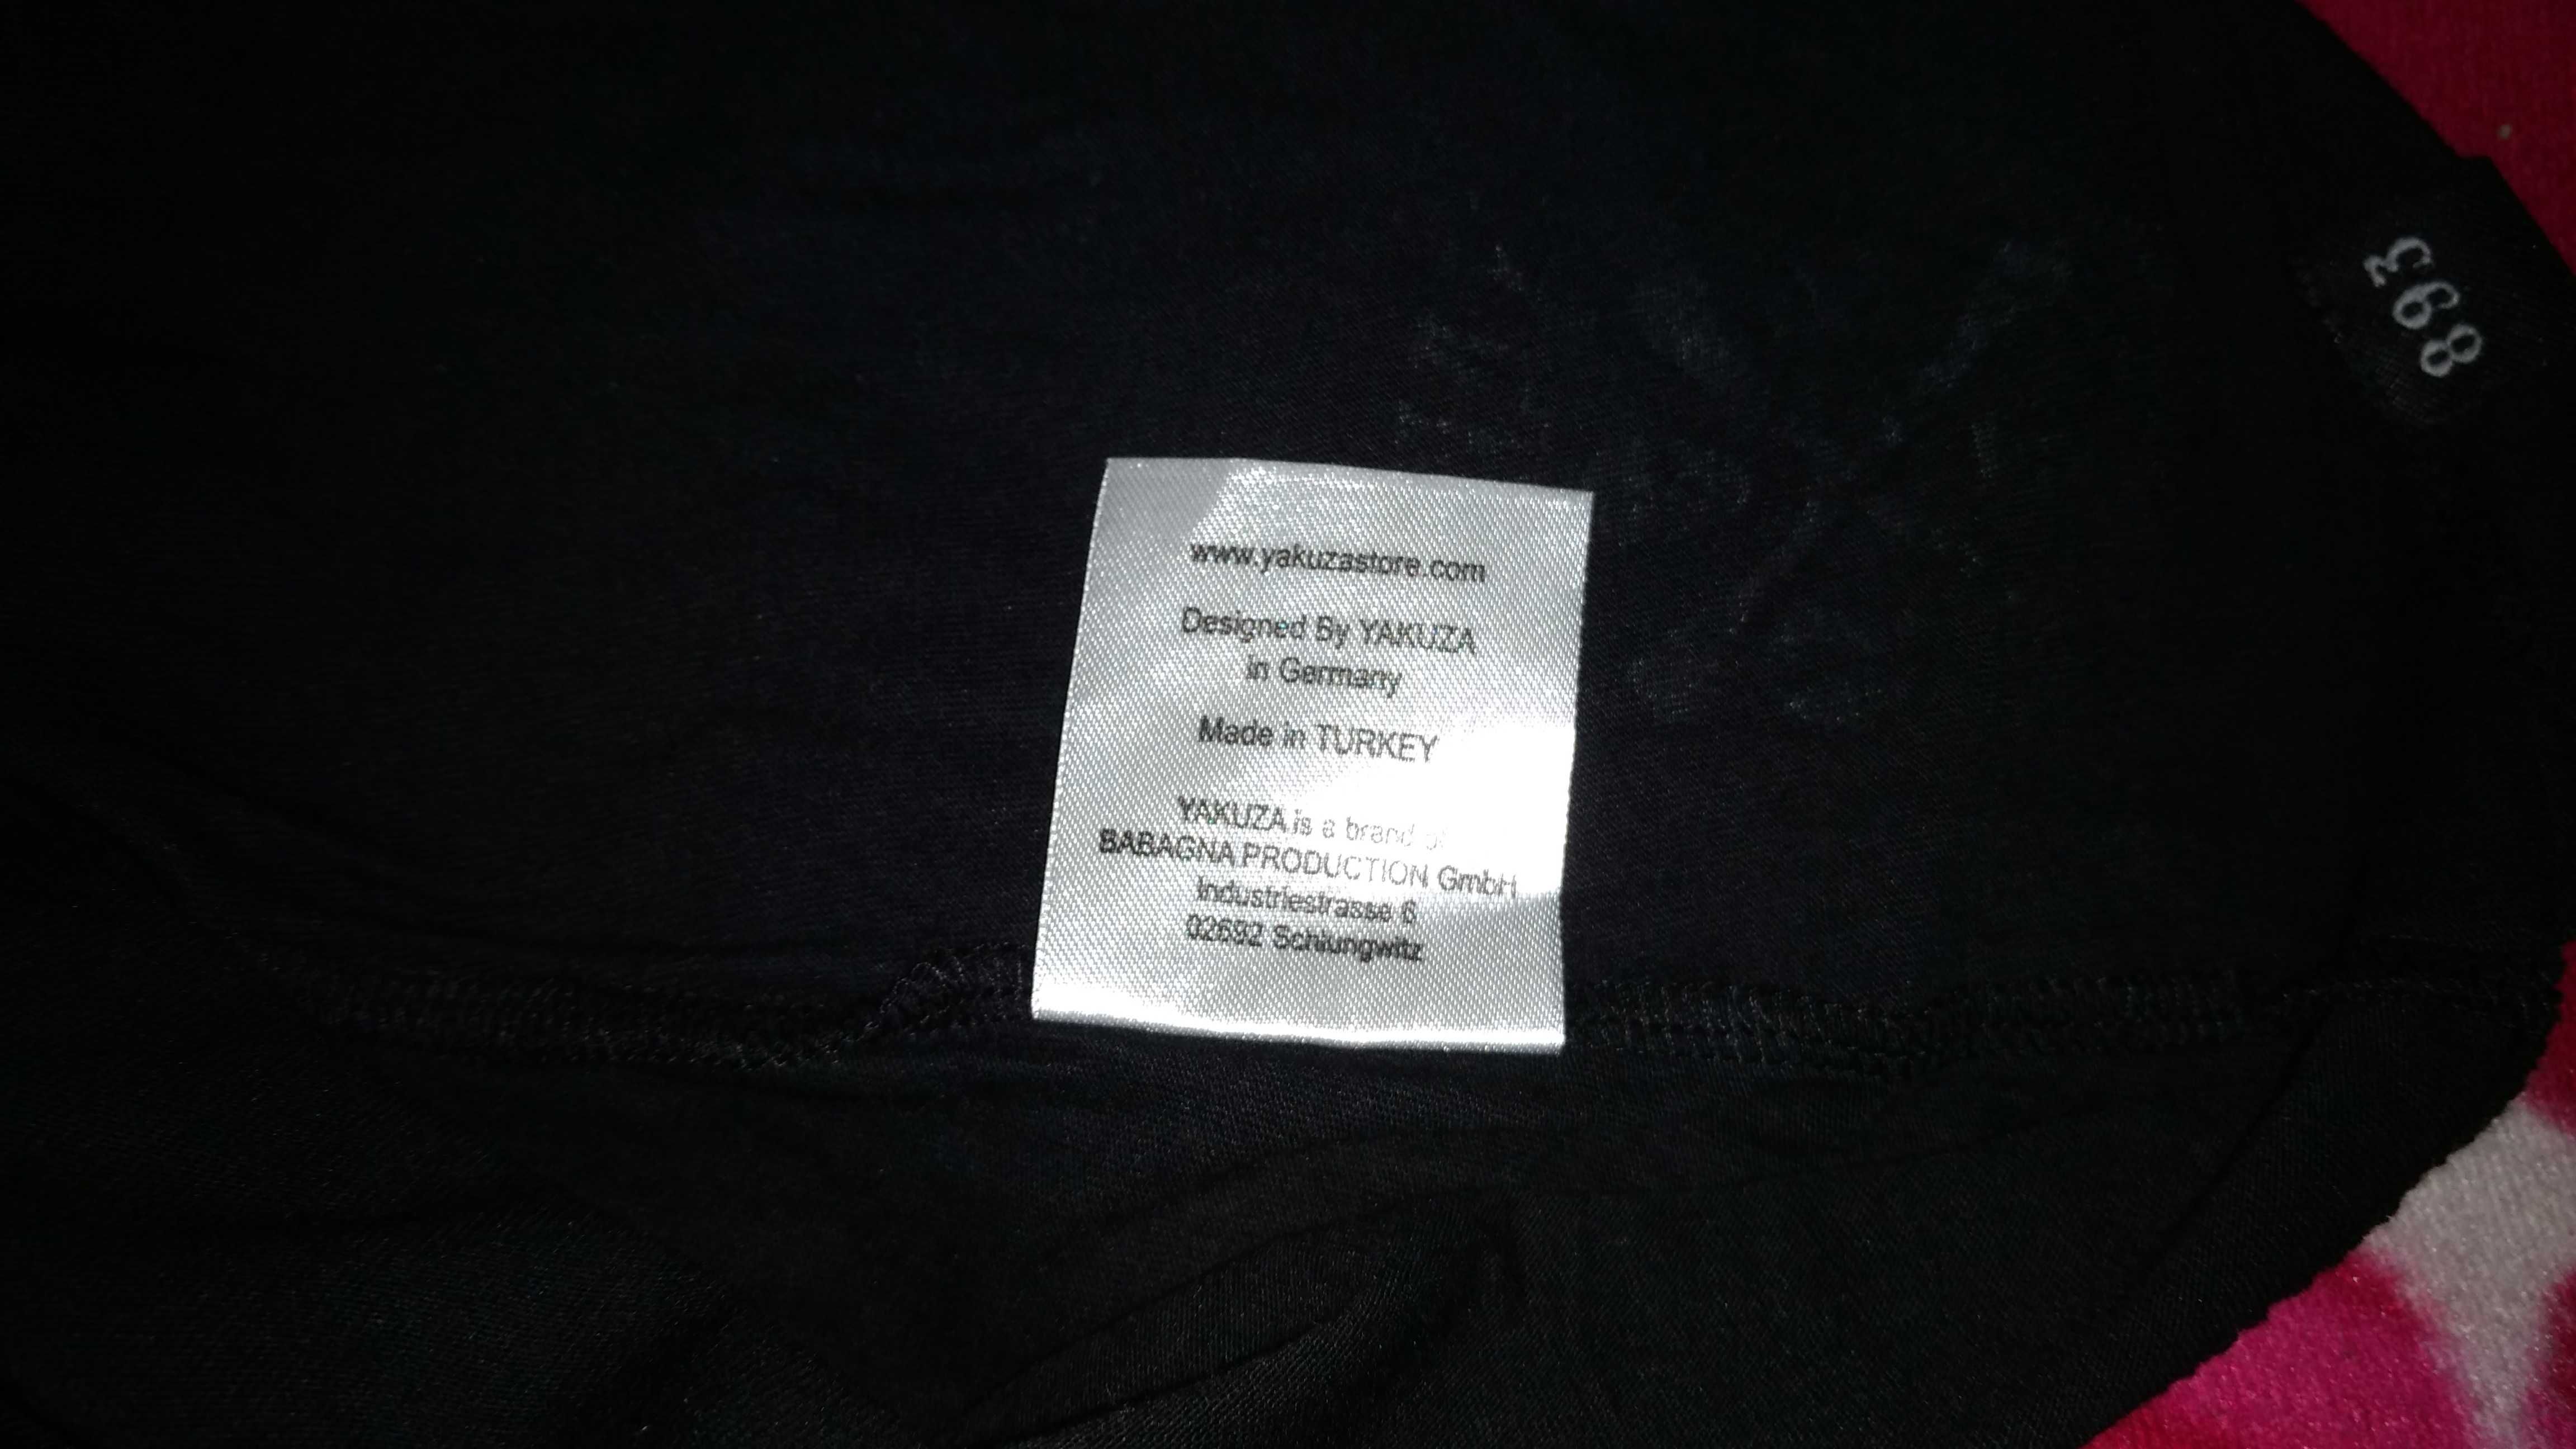 www.yakuzastore.com
Designed By YAKUZA
in Germany
Made in TURKEY
YAKUZA is a brand of
BABAGNA PRODUCTION GmbH
Industriestrasse 6
02692 Schlungwitz
893